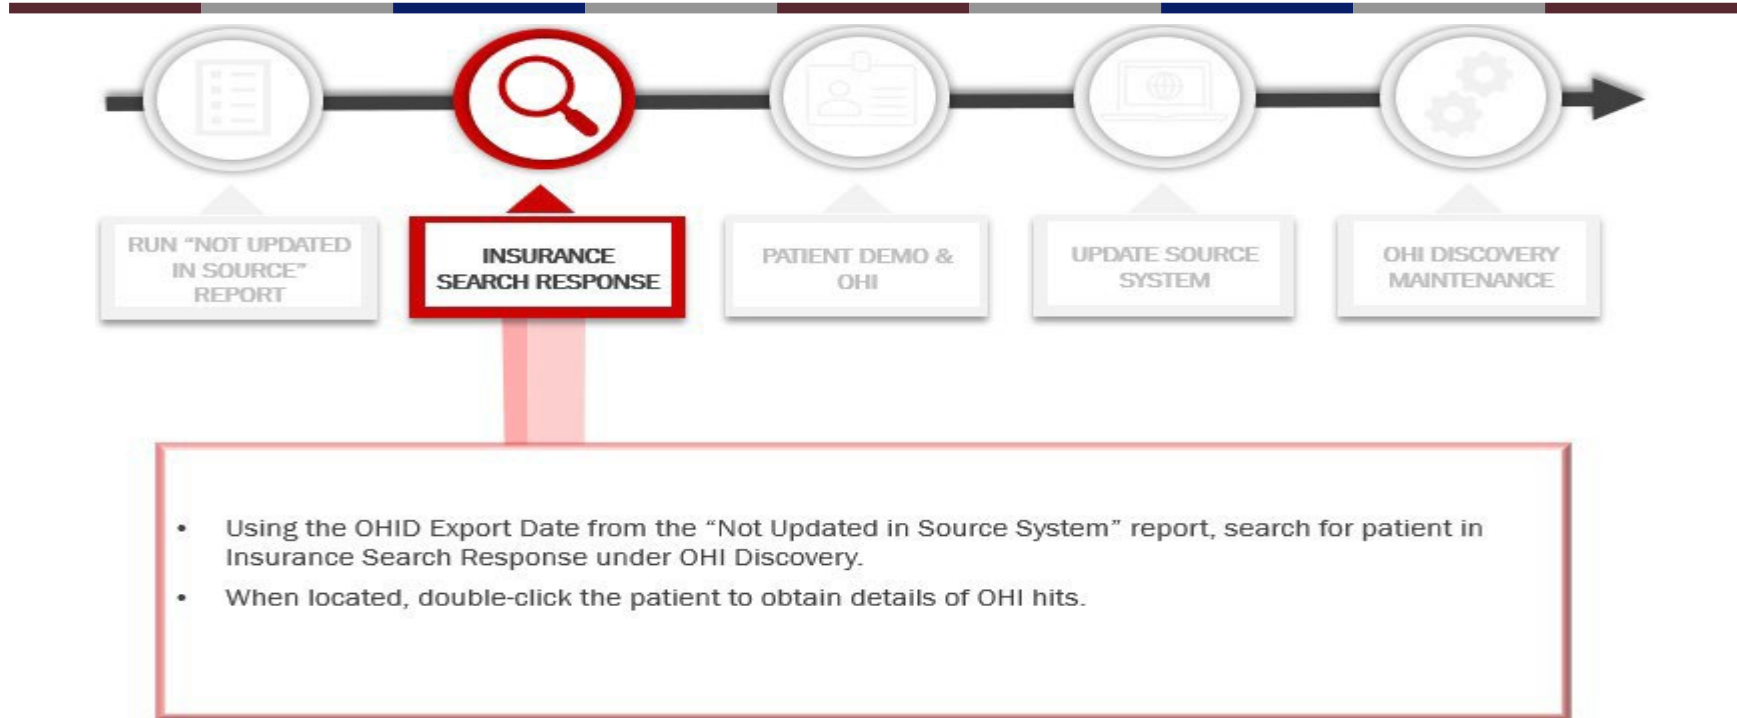 RUN “NOT UPDATED
IN SOURCE”
REPORT
INSURANCE
SEARCH RESPONSE
PATIENT DEMO &
OHI
UPDATE SOURCE
SYSTEM
OHI DISCOVERY
MAINTENANCE
• Using the OHID Export Date from the “Not Updated in Source System” report, search for patient in
Insurance Search Response under OHI Discovery.
• When located, double-click the patient to obtain details of OHI hits.